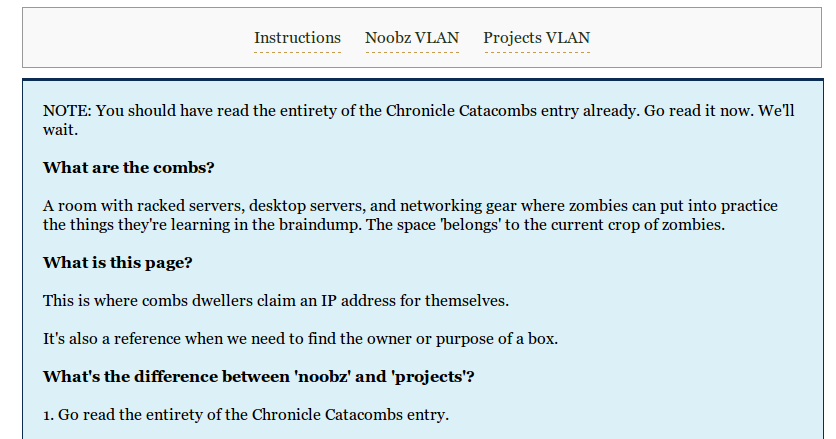 Instructions Noobz VLAN Projects VLAN
NOTE: You should have read the entirety of the Chronicle Catacombs entry already. Go read it now. We'll
wait.
What are the combs?
A room with racked servers, desktop servers, and networking gear where zombies can put into practice
the things they're learning in the braindump. The space 'belongs' to the current crop of zombies.
What is this page?
This is where combs dwellers claim an IP address for themselves.
It's also a reference when we need to find the owner or purpose of a box.
What's the difference between 'noobz' and 'projects'?
1. Go read the entirety of the Chronicle Catacombs entry.